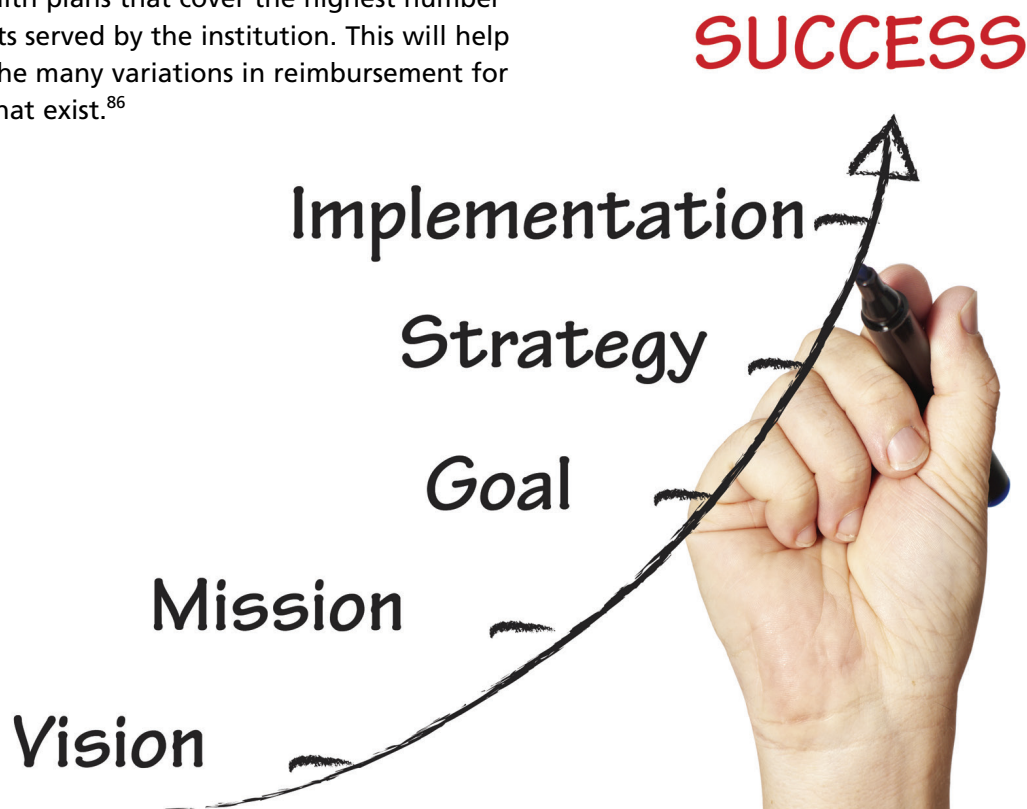 lth plans that cover the highest number
ts served by the institution. This will help
he many variations in reimbursement for
hat exist.86
SUCCESS
Implementation
Strategy
Goal
Mission
Vision